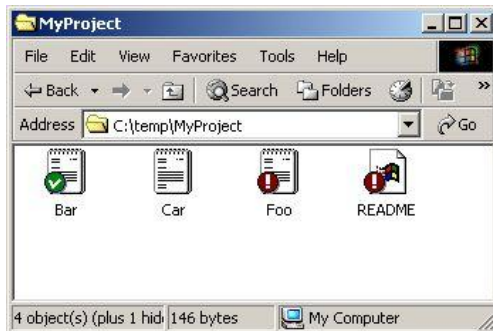 MyProject
File Edit View Favorites Tools Help
Back Search Folders »
Address C:\temp\MyProject Go
Bar Car Foo README
4 object(s) (plus 1 hid 146 bytes My Computer